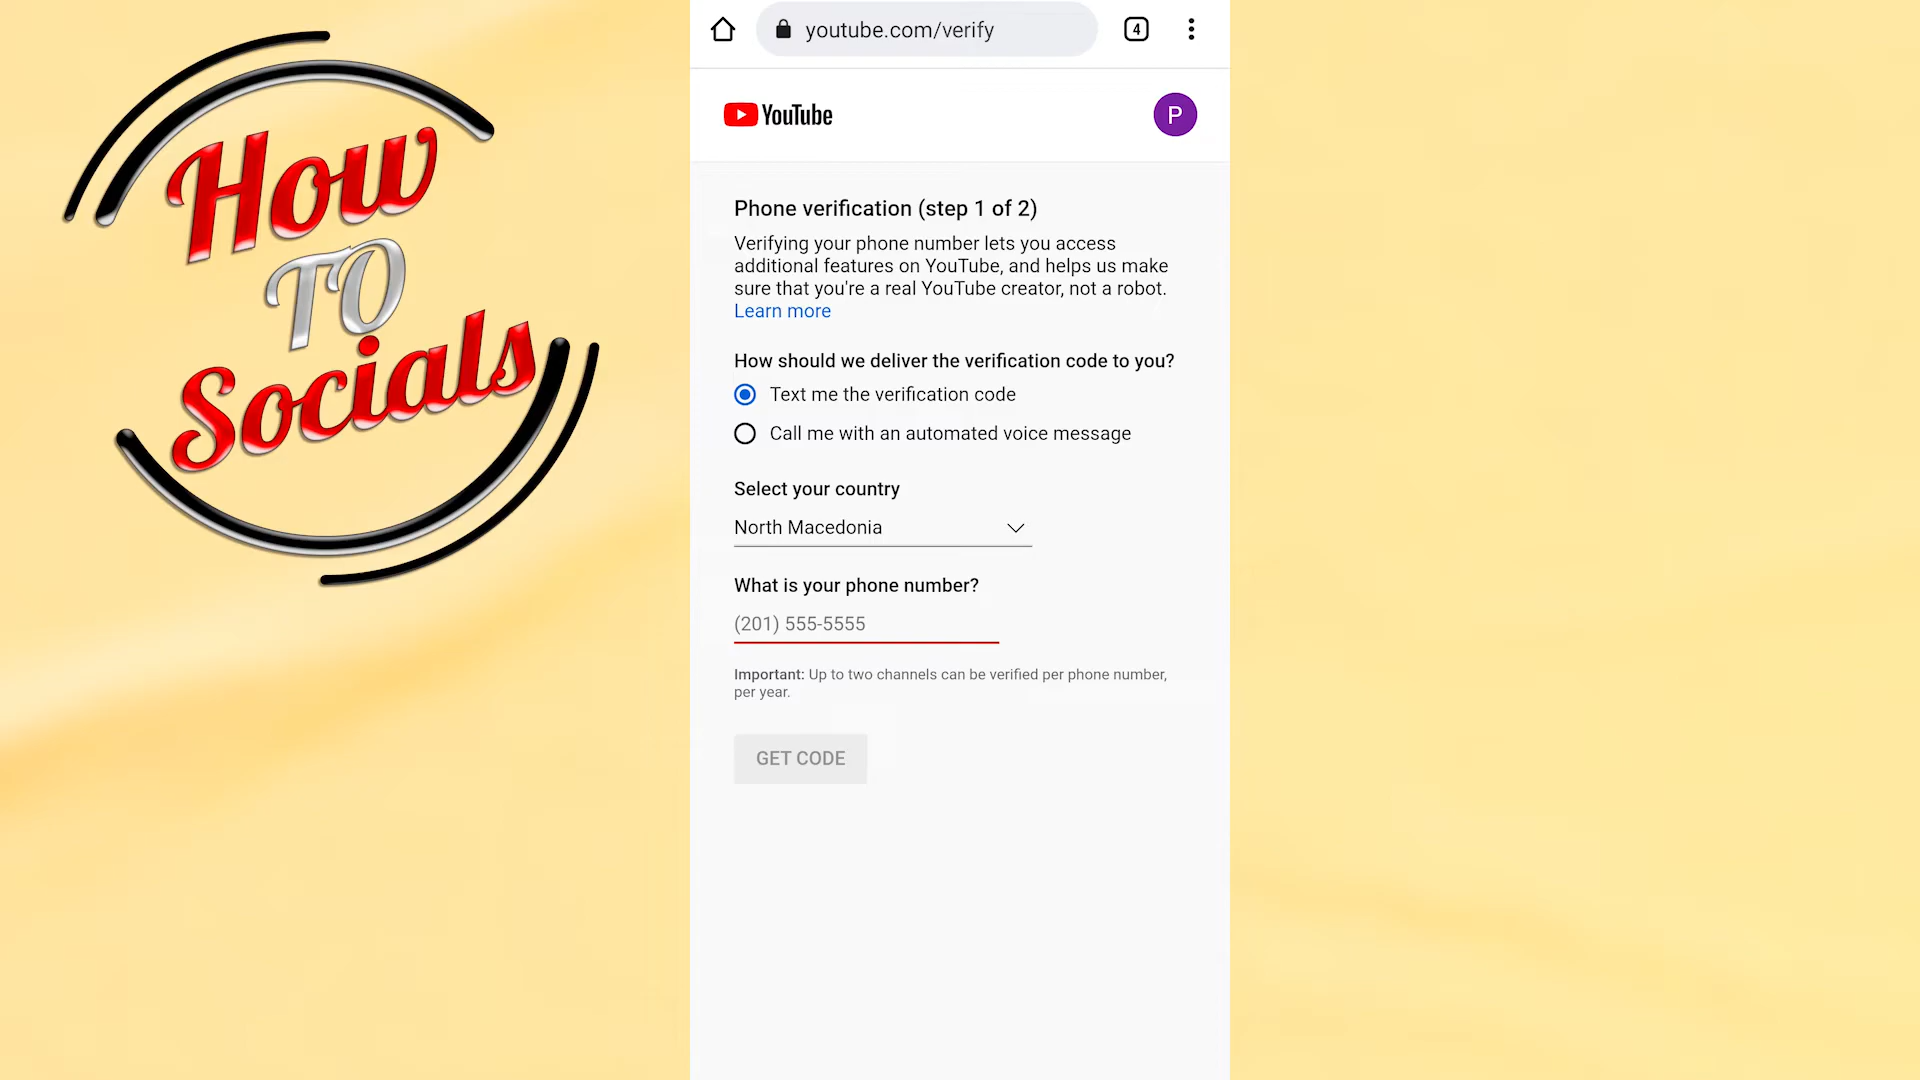 How
TO
Socials
youtube.com/verify
4
YouTube
P
Phone verification (step 1 of 2)
Verifying your phone number lets you access
additional features on YouTube, and helps us make
sure that you're a real YouTube creator, not a robot.
Learn more
How should we deliver the verification code to you?
Text me the verification code
Call me with an automated voice message
Select your country
North Macedonia
What is your phone number?
(201) 555-5555
Important: Up to two channels can be verified per phone number,
per year.
GET CODE